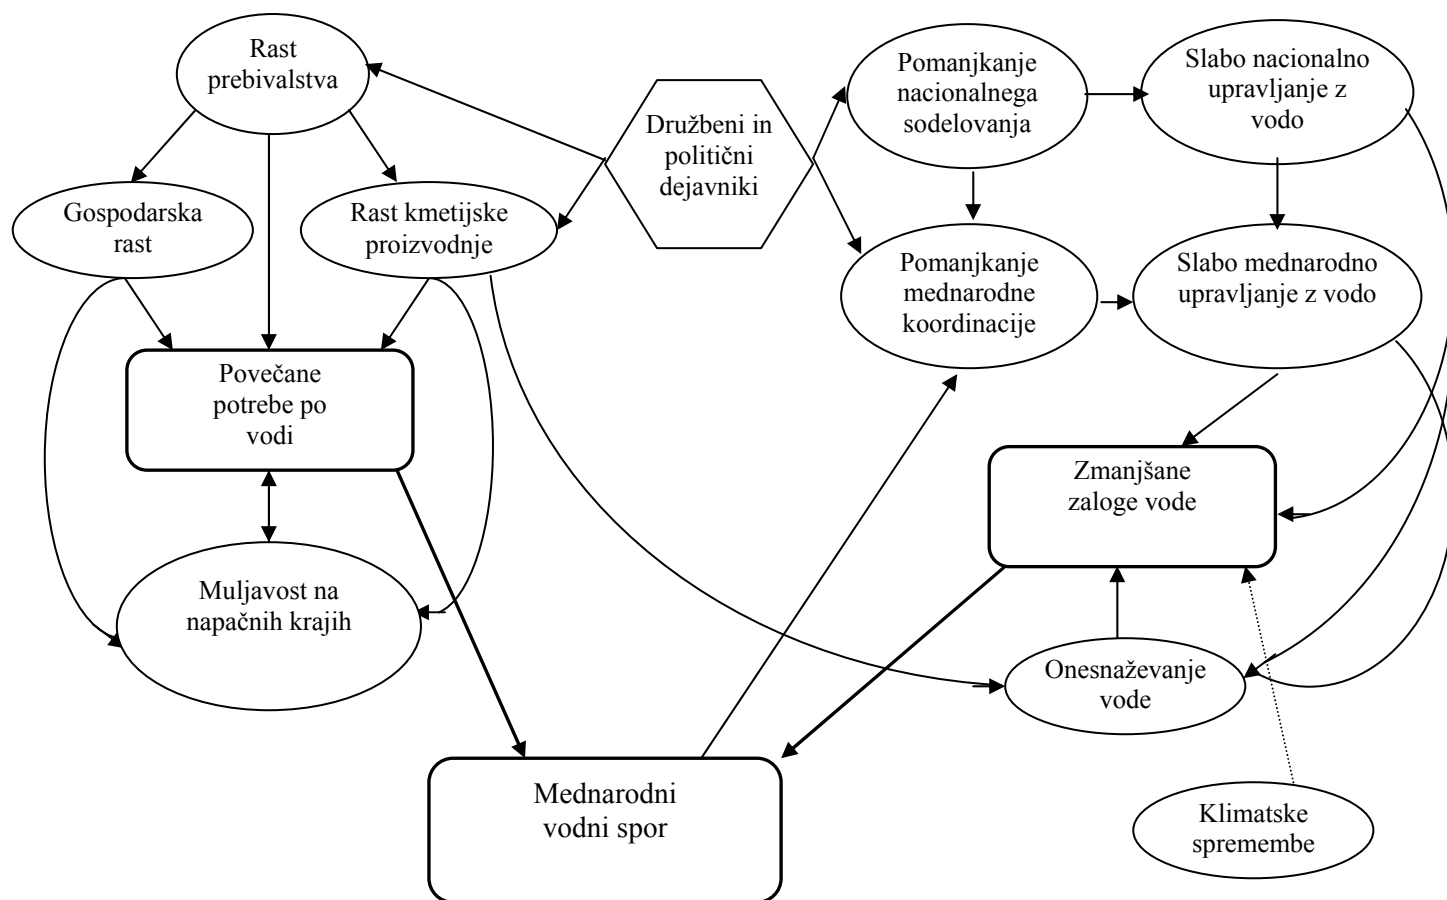 Rast
prebivalstva
Družbeni in
politični
dejavniki
Pomanjkanje
nacionalnega
sodelovanja
Slabo nacionalno
upravljanje z
vodo
Gospodarska
rast
Rast kmetijske
proizvodnje
Pomanjkanje
mednarodne
koordinacije
Slabo mednarodno
upravljanje z vodo
Povečane
potrebe po
vodi
Zmanjšane
zaloge vode
Muljavost na
napačnih krajih
Onesnaževanje
vode
Mednarodni
vodni spor
Klimatske
spremembe